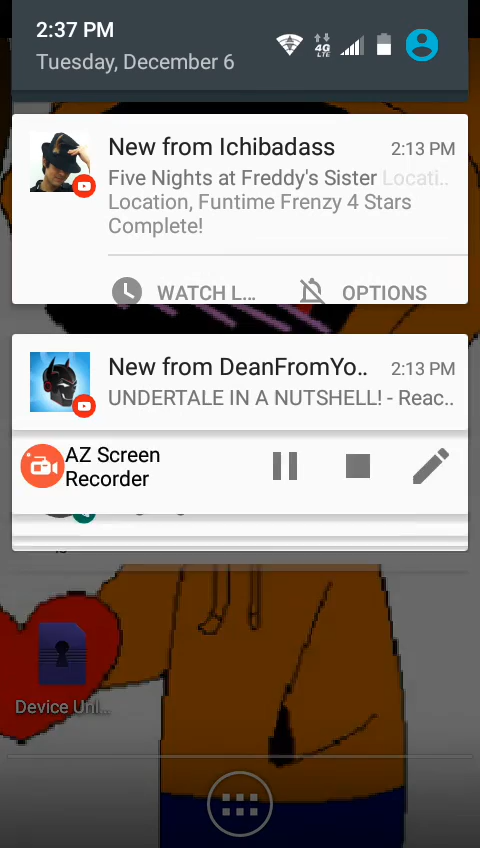 2:37 PM
Tuesday, December 6
4G
LTE
New from Ichibadass 2:13 PM
Five Nights at Freddy's Sister Locati..
Location, Funtime Frenzy 4 Stars
Complete!
WATCH L... OPTIONS
New from DeanFromYo.. 2:13 PM
UNDERTALE IN A NUTSHELL! - Reac..
AZ Screen
Recorder
Device Unl...